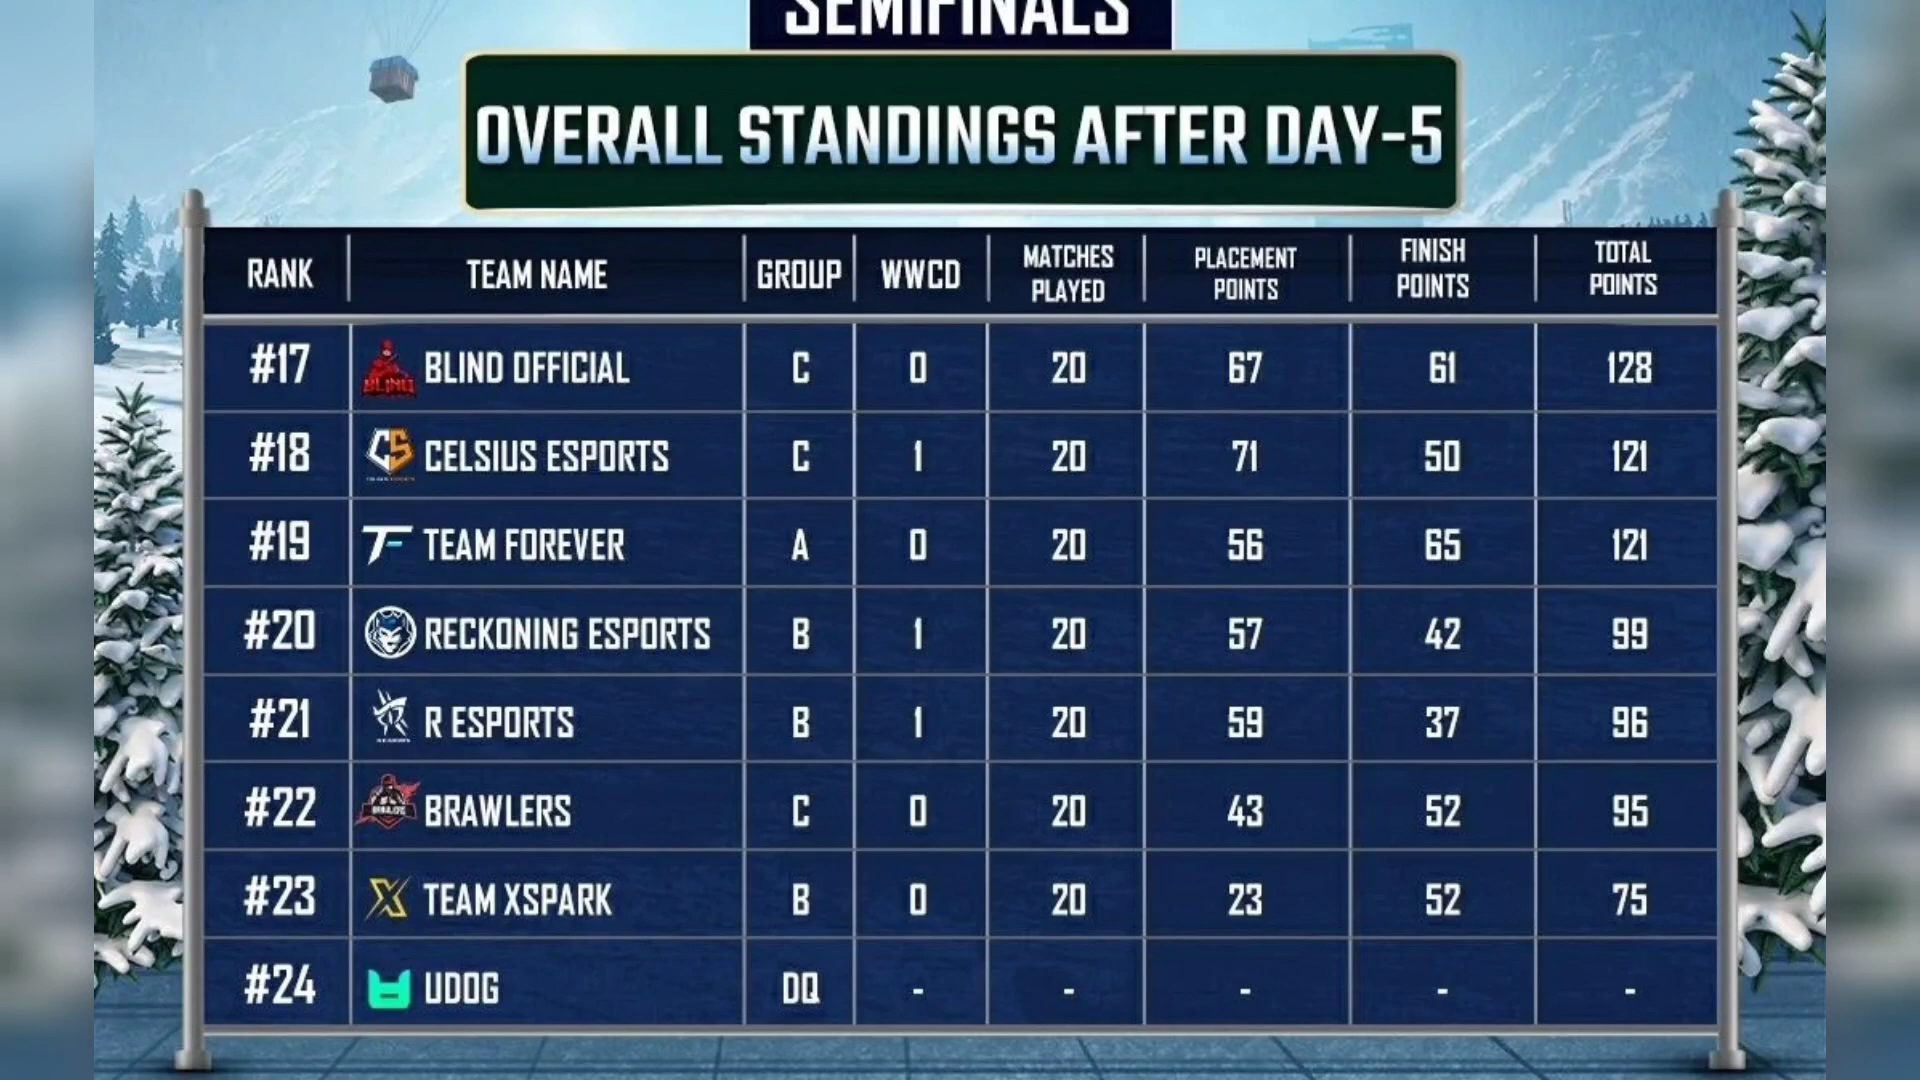 SEMIFINALS
OVERALL STANDINGS AFTER DAY-5
RANK TEAM NAME GROUP WWCD MATCHES PLAYED PLACEMENT POINTS FINISH POINTS TOTAL POINTS
#17 BLIND OFFICIAL C 0 20 67 61 128
#18 CELSIUS ESPORTS C 1 20 71 50 121
#19 TEAM FOREVER A 0 20 56 65 121
#20 RECKONING ESPORTS B 1 20 57 42 99
#21 R ESPORTS B 1 20 59 37 96
#22 BRAWLERS C 0 20 43 52 95
#23 TEAM XSPARK B 0 20 23 52 75
#24 UDOG DQ - - - - -